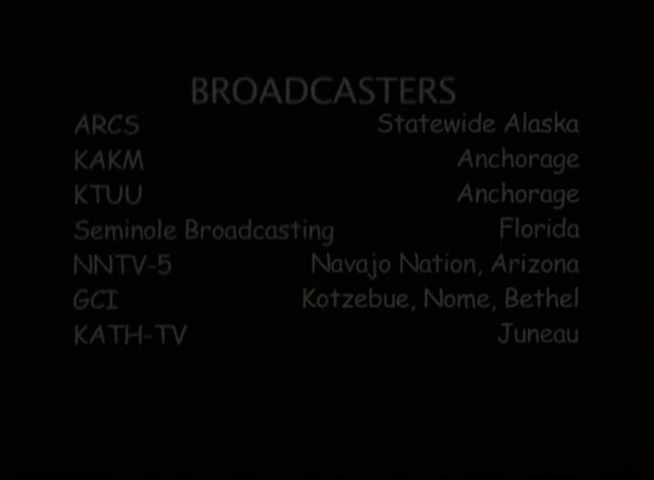 BROADCASTERS
ARCS Statewide Alaska
KAKM Anchorage
KTUU Anchorage
Seminole Broadcasting Florida
NNTV-5 Navajo Nation, Arizona
GCI Kotzebue, Nome, Bethel
KATH-TV Juneau